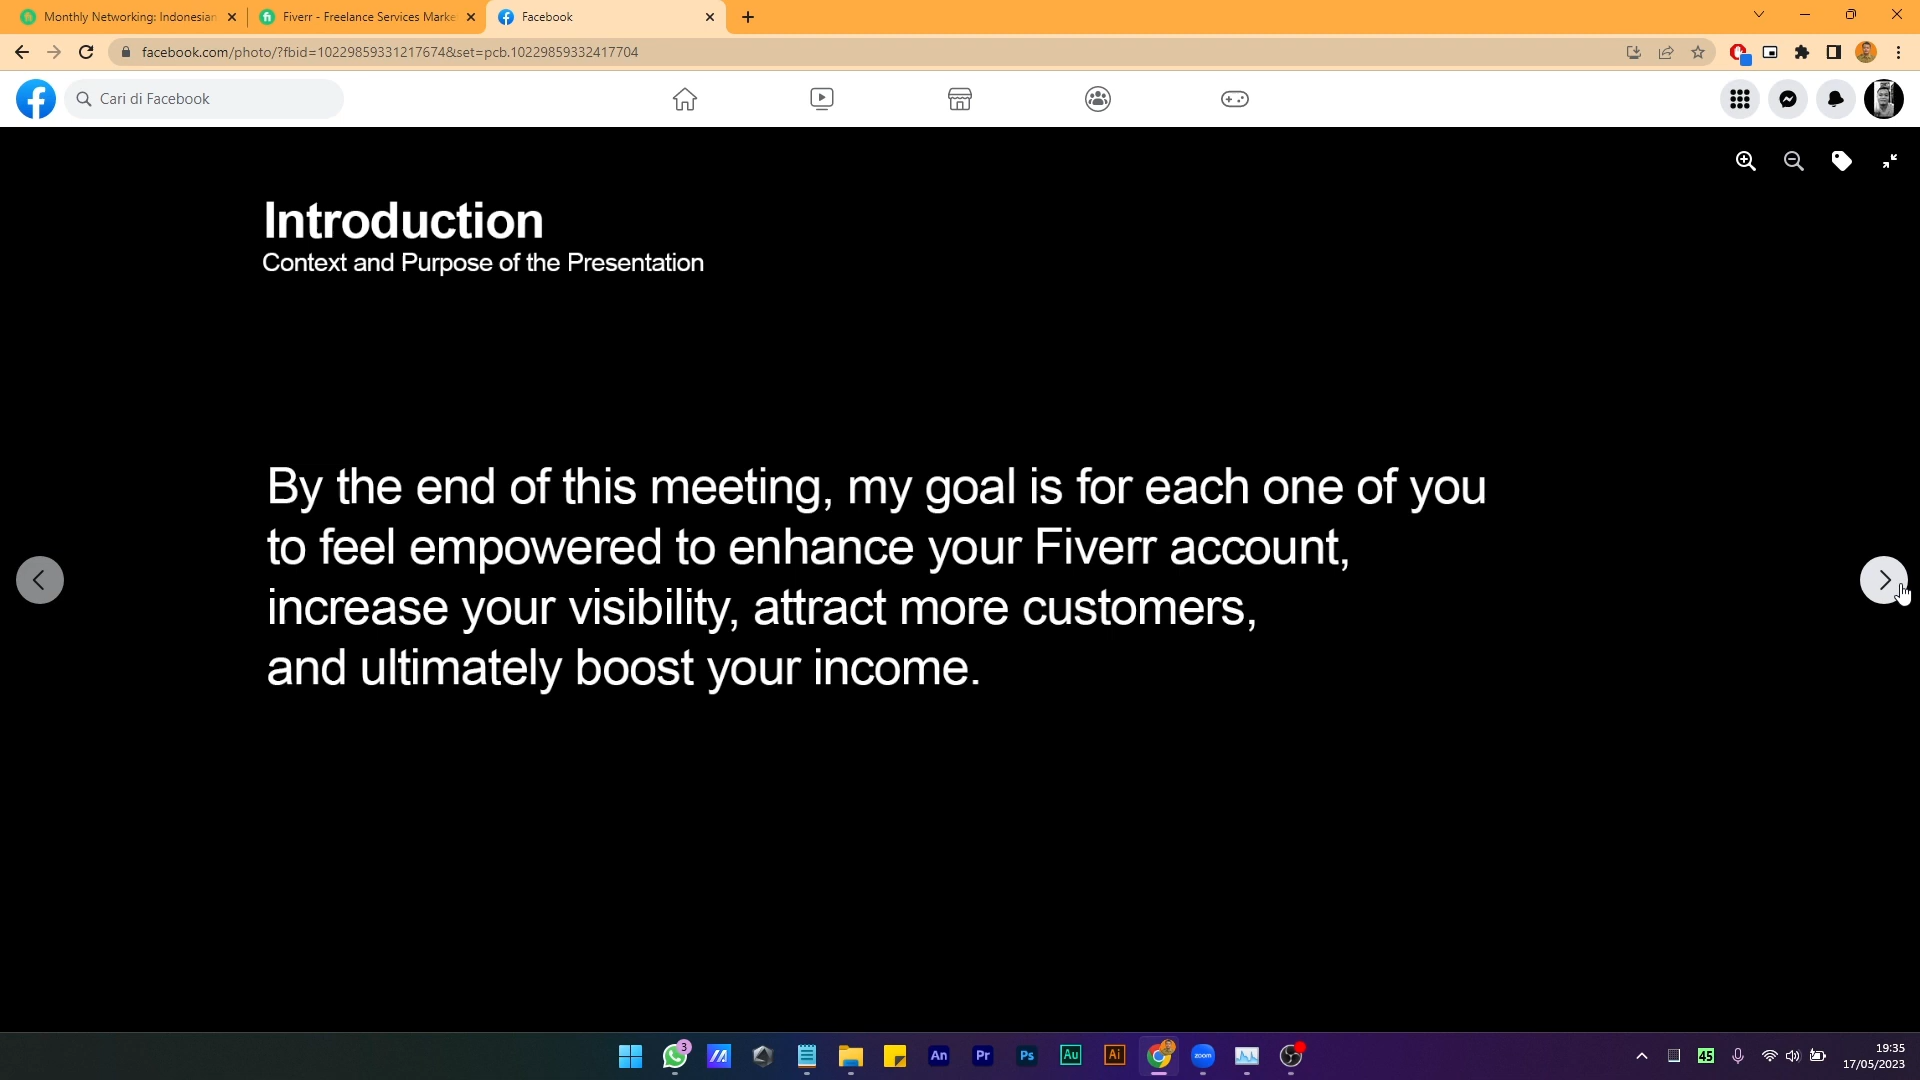 Monthly Networking: Indonesian
Fiverr - Freelance Services Marke
Facebook
facebook.com/photo/?fbid=10229859331217674&set=pcb.10229859332417704
Cari di Facebook
Introduction
Context and Purpose of the Presentation
By the end of this meeting, my goal is for each one of you
to feel empowered to enhance your Fiverr account,
increase your visibility, attract more customers,
and ultimately boost your income.
3
An
Pr
Ps
Au
Ai
zoom
45
19:35
17/05/2023